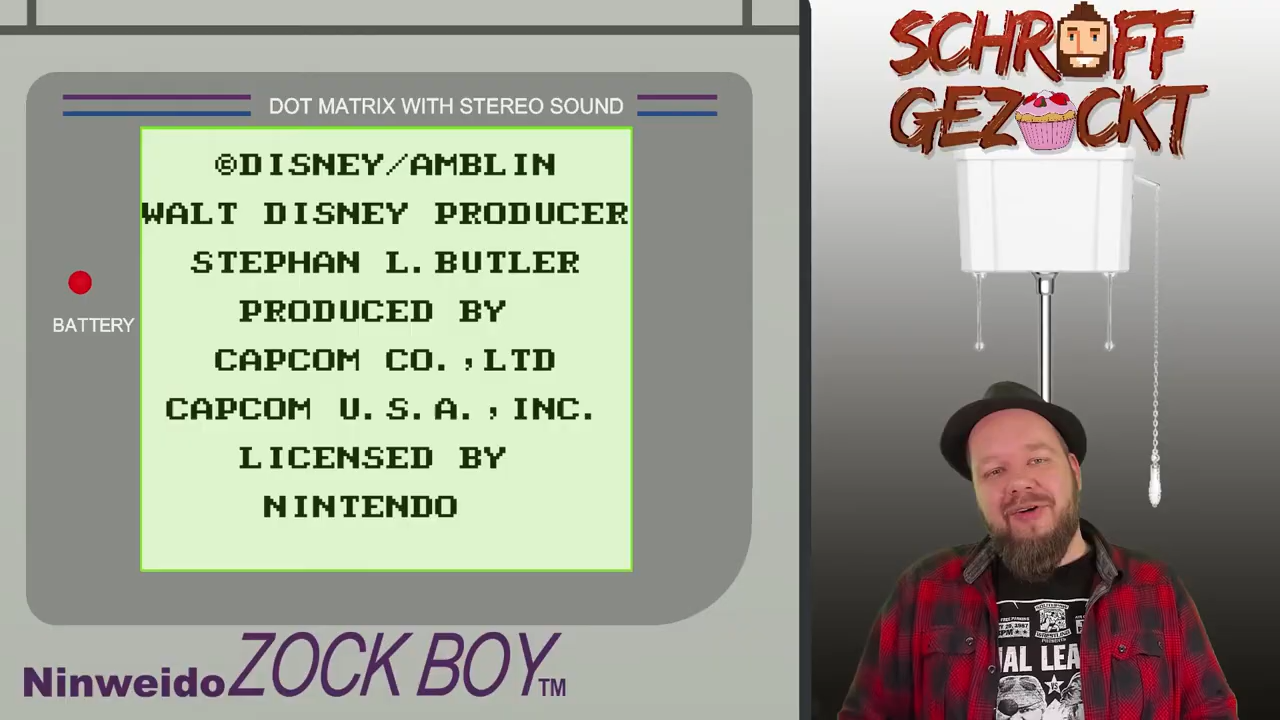 DOT MATRIX WITH STEREO SOUND
©DISNEY/AMBLIN
WALT DISNEY PRODUCER
STEPHAN L.BUTLER
PRODUCED BY
CAPCOM CO.,LTD
CAPCOM U.S.A.,INC.
LICENSED BY
NINTENDO
BATTERY
Ninweido ZOCK BOY TM
SCHROFF
GEZOCKT